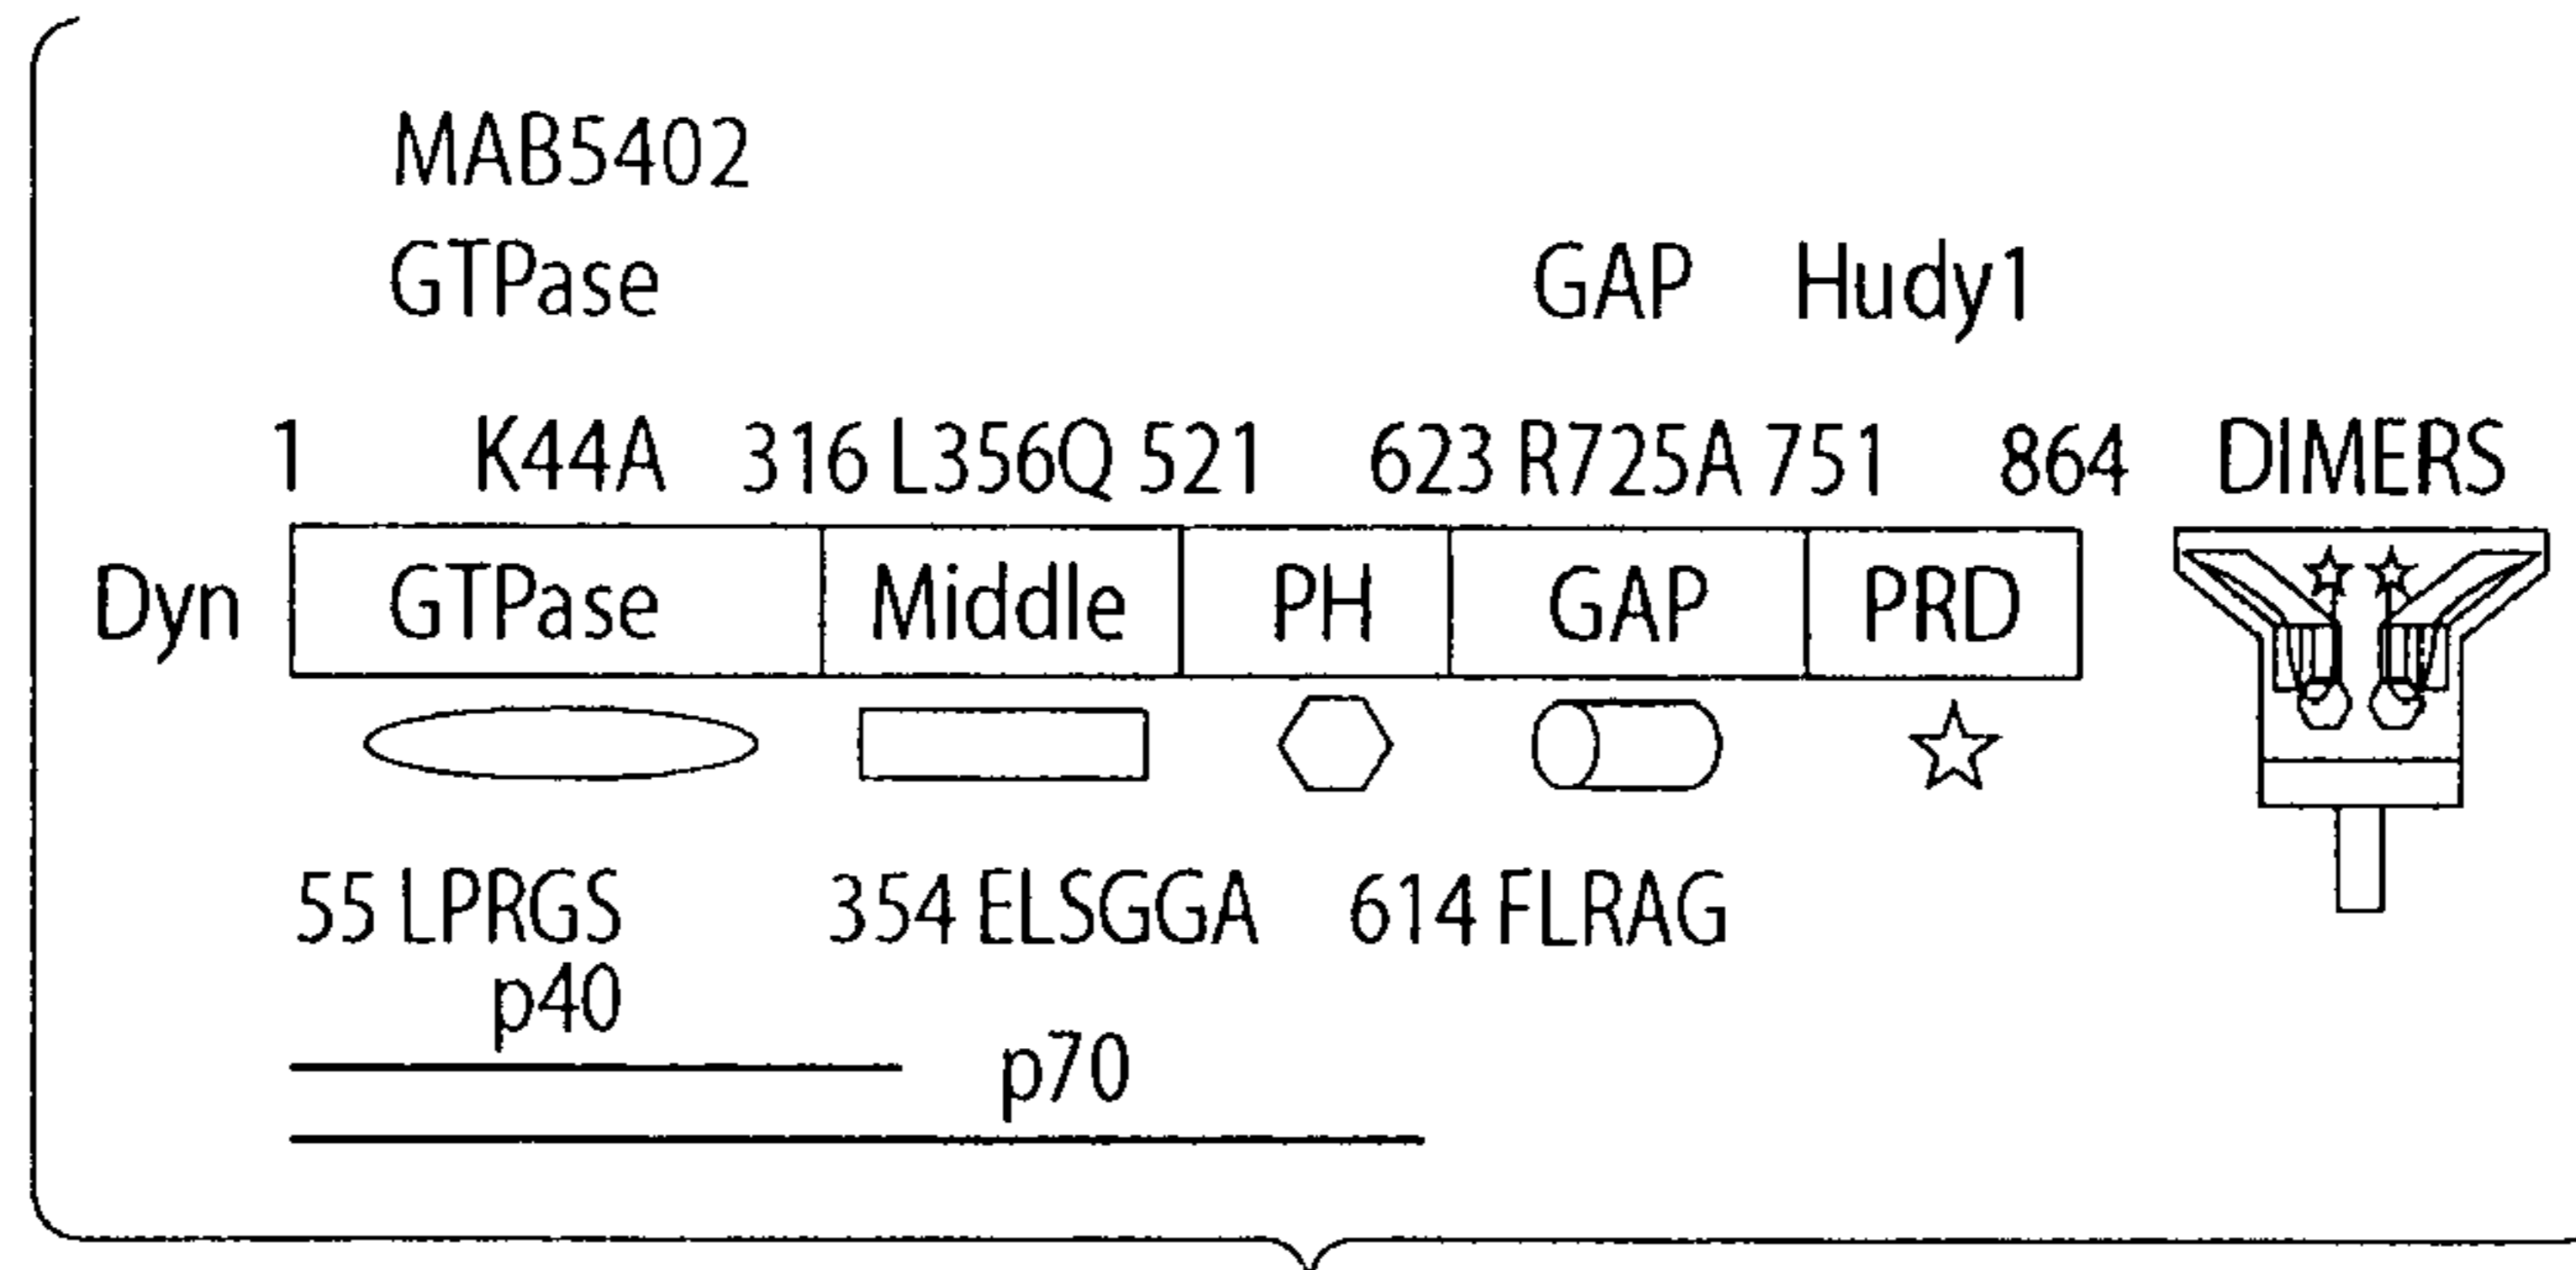 MAB5402
GTPase GAP Hudy1
1 K44A 316 L356Q 521 623 R725A 751 864 DIMERS
Dyn GTPase Middle PH GAP PRD
55 LPRGS 354 ELSGGA 614 FLRAG
p40
p70